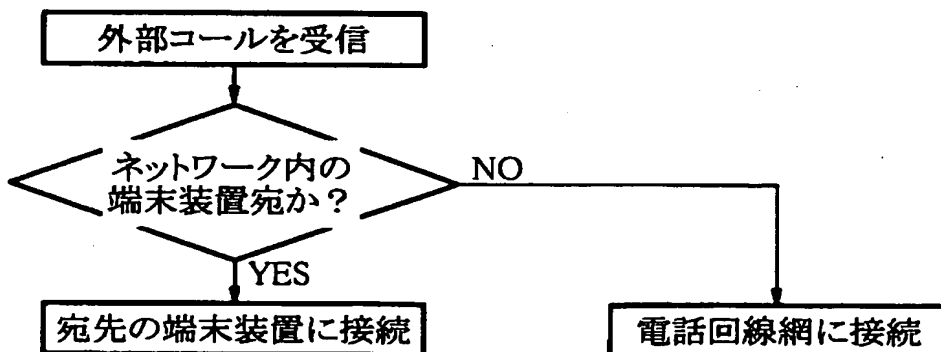 外部コールを受信
ネットワーク内の
端末装置宛か？
NO
YES
宛先の端末装置に接続
電話回線網に接続